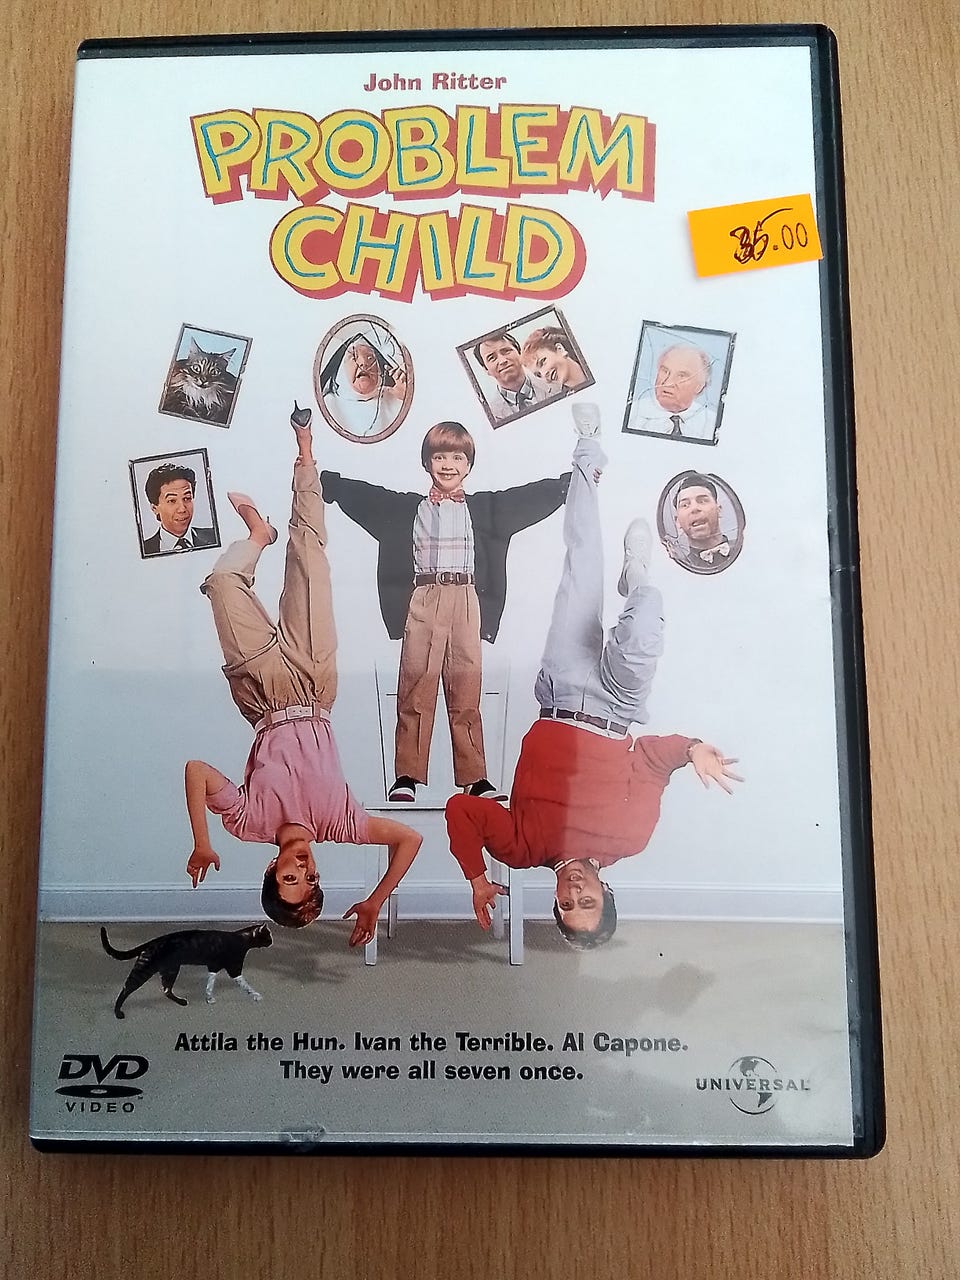 John Ritter
PROBLEM
CHILD
35.00
Attila the Hun. Ivan the Terrible. Al Capone.
They were all seven once.
DVD
VIDEO
UNIVERSAL